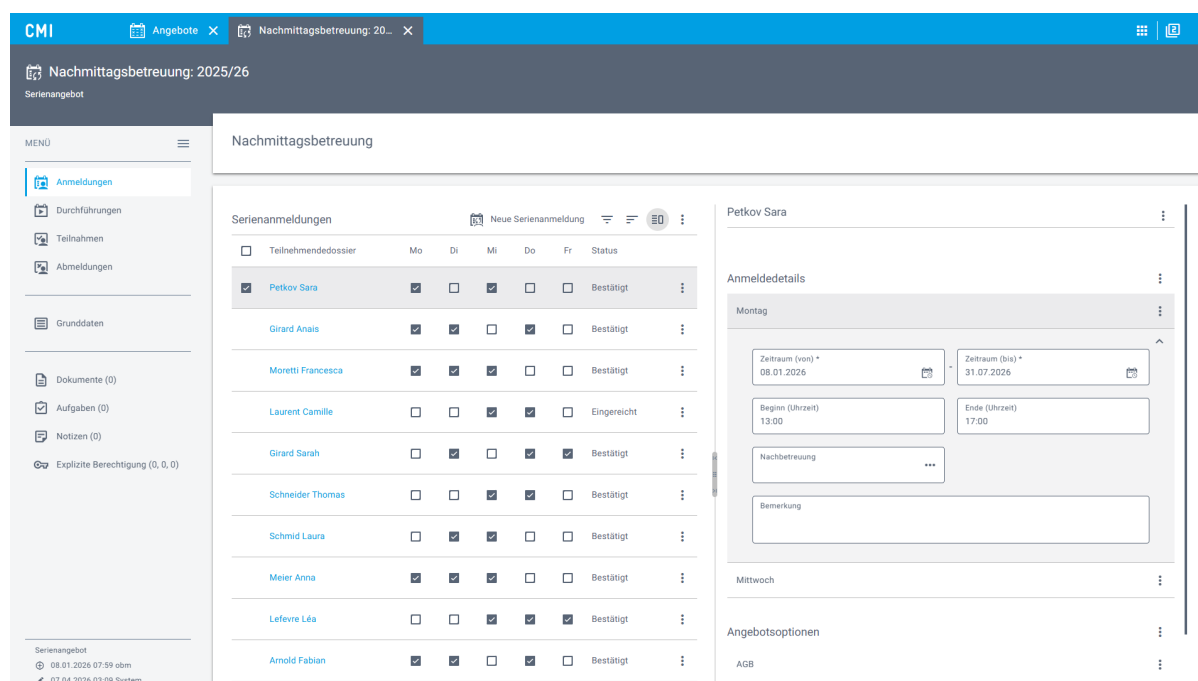 CMI
Angebote
Nachmittagsbetreuung: 20...
Nachmittagsbetreuung: 2025/26
Serienangebot
MENÜ
Anmeldungen
Durchführungen
Teilnahmen
Abmeldungen
Grunddaten
Dokumente (0)
Aufgaben (0)
Notizen (0)
Explizite Berechtigung (0, 0, 0)
Serienangebot
08.01.2026 07:59 obm
07.04.2026 03:09 System
Nachmittagsbetreuung
Serienanmeldungen Neue Serienanmeldung
Teilnehmendedossier Mo Di Mi Do Fr Status
Petkov Sara Bestätigt
Girard Anais Bestätigt
Moretti Francesca Bestätigt
Laurent Camille Eingereicht
Girard Sarah Bestätigt
Schneider Thomas Bestätigt
Schmid Laura Bestätigt
Meier Anna Bestätigt
Lefevre Léa Bestätigt
Arnold Fabian Bestätigt
Petkov Sara
Anmeldedetails
Montag
Zeitraum (von) * Zeitraum (bis) *
08.01.2026 - 31.07.2026
Beginn (Uhrzeit) Ende (Uhrzeit)
13:00 17:00
Nachbetreuung
Bemerkung
Mittwoch
Angebotsoptionen
AGB